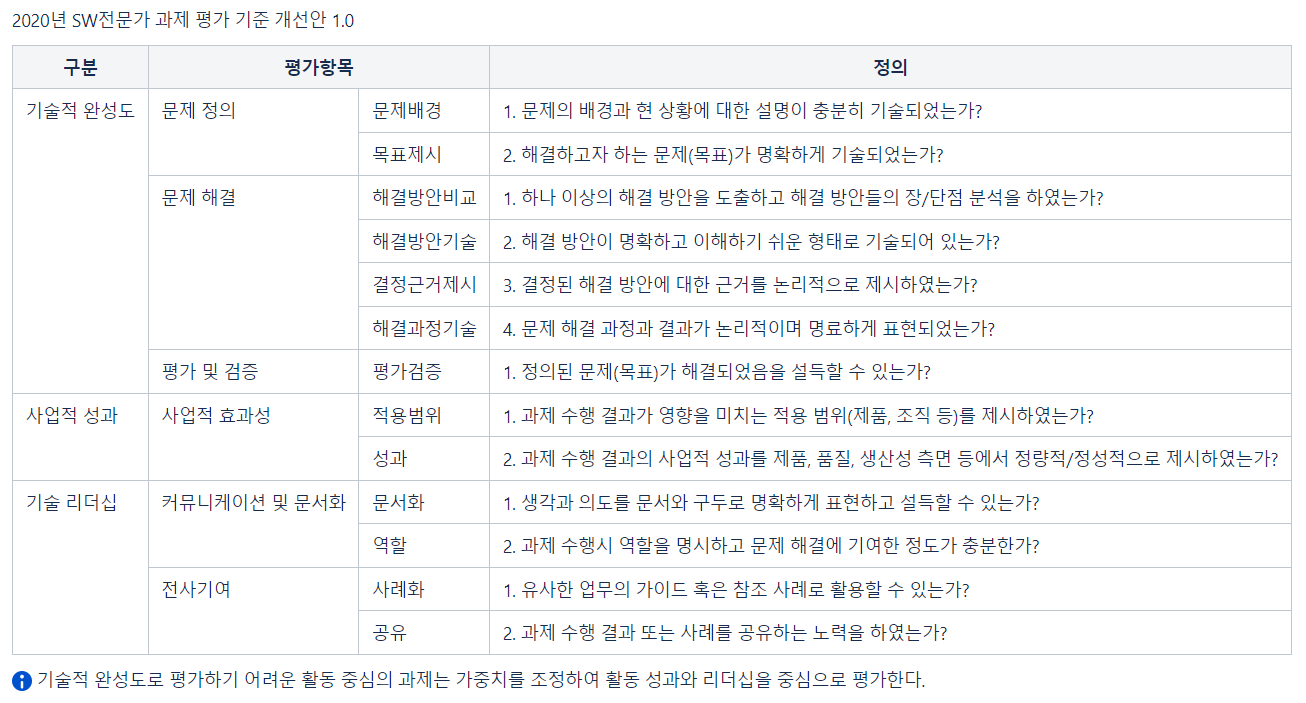 2020년 SW전문가 과제 평가 기준 개선안 1.0
구분 평가항목 정의
기술적 완성도 문제 정의 문제배경 1. 문제의 배경과 현 상황에 대한 설명이 충분히 기술되었는가?
목표제시 2. 해결하고자 하는 문제(목표)가 명확하게 기술되었는가?
문제 해결 해결방안비교 1. 하나 이상의 해결 방안을 도출하고 해결 방안들의 장/단점 분석을 하였는가?
해결방안기술 2. 해결 방안이 명확하고 이해하기 쉬운 형태로 기술되어 있는가?
결정근거제시 3. 결정된 해결 방안에 대한 근거를 논리적으로 제시하였는가?
해결과정기술 4. 문제 해결 과정과 결과가 논리적이며 명료하게 표현되었는가?
평가 및 검증 평가검증 1. 정의된 문제(목표)가 해결되었음을 설득할 수 있는가?
사업적 성과 사업적 효과성 적용범위 1. 과제 수행 결과가 영향을 미치는 적용 범위(제품, 조직 등)를 제시하였는가?
성과 2. 과제 수행 결과의 사업적 성과를 제품, 품질, 생산성 측면 등에서 정량적/정성적으로 제시하였는가?
기술 리더십 커뮤니케이션 및 문서화 문서화 1. 생각과 의도를 문서와 구두로 명확하게 표현하고 설득할 수 있는가?
역할 2. 과제 수행시 역할을 명시하고 문제 해결에 기여한 정도가 충분한가?
전사기여 사례화 1. 유사한 업무의 가이드 혹은 참조 사례로 활용할 수 있는가?
공유 2. 과제 수행 결과 또는 사례를 공유하는 노력을 하였는가?
기술적 완성도로 평가하기 어려운 활동 중심의 과제는 가중치를 조정하여 활동 성과와 리더십을 중심으로 평가한다.